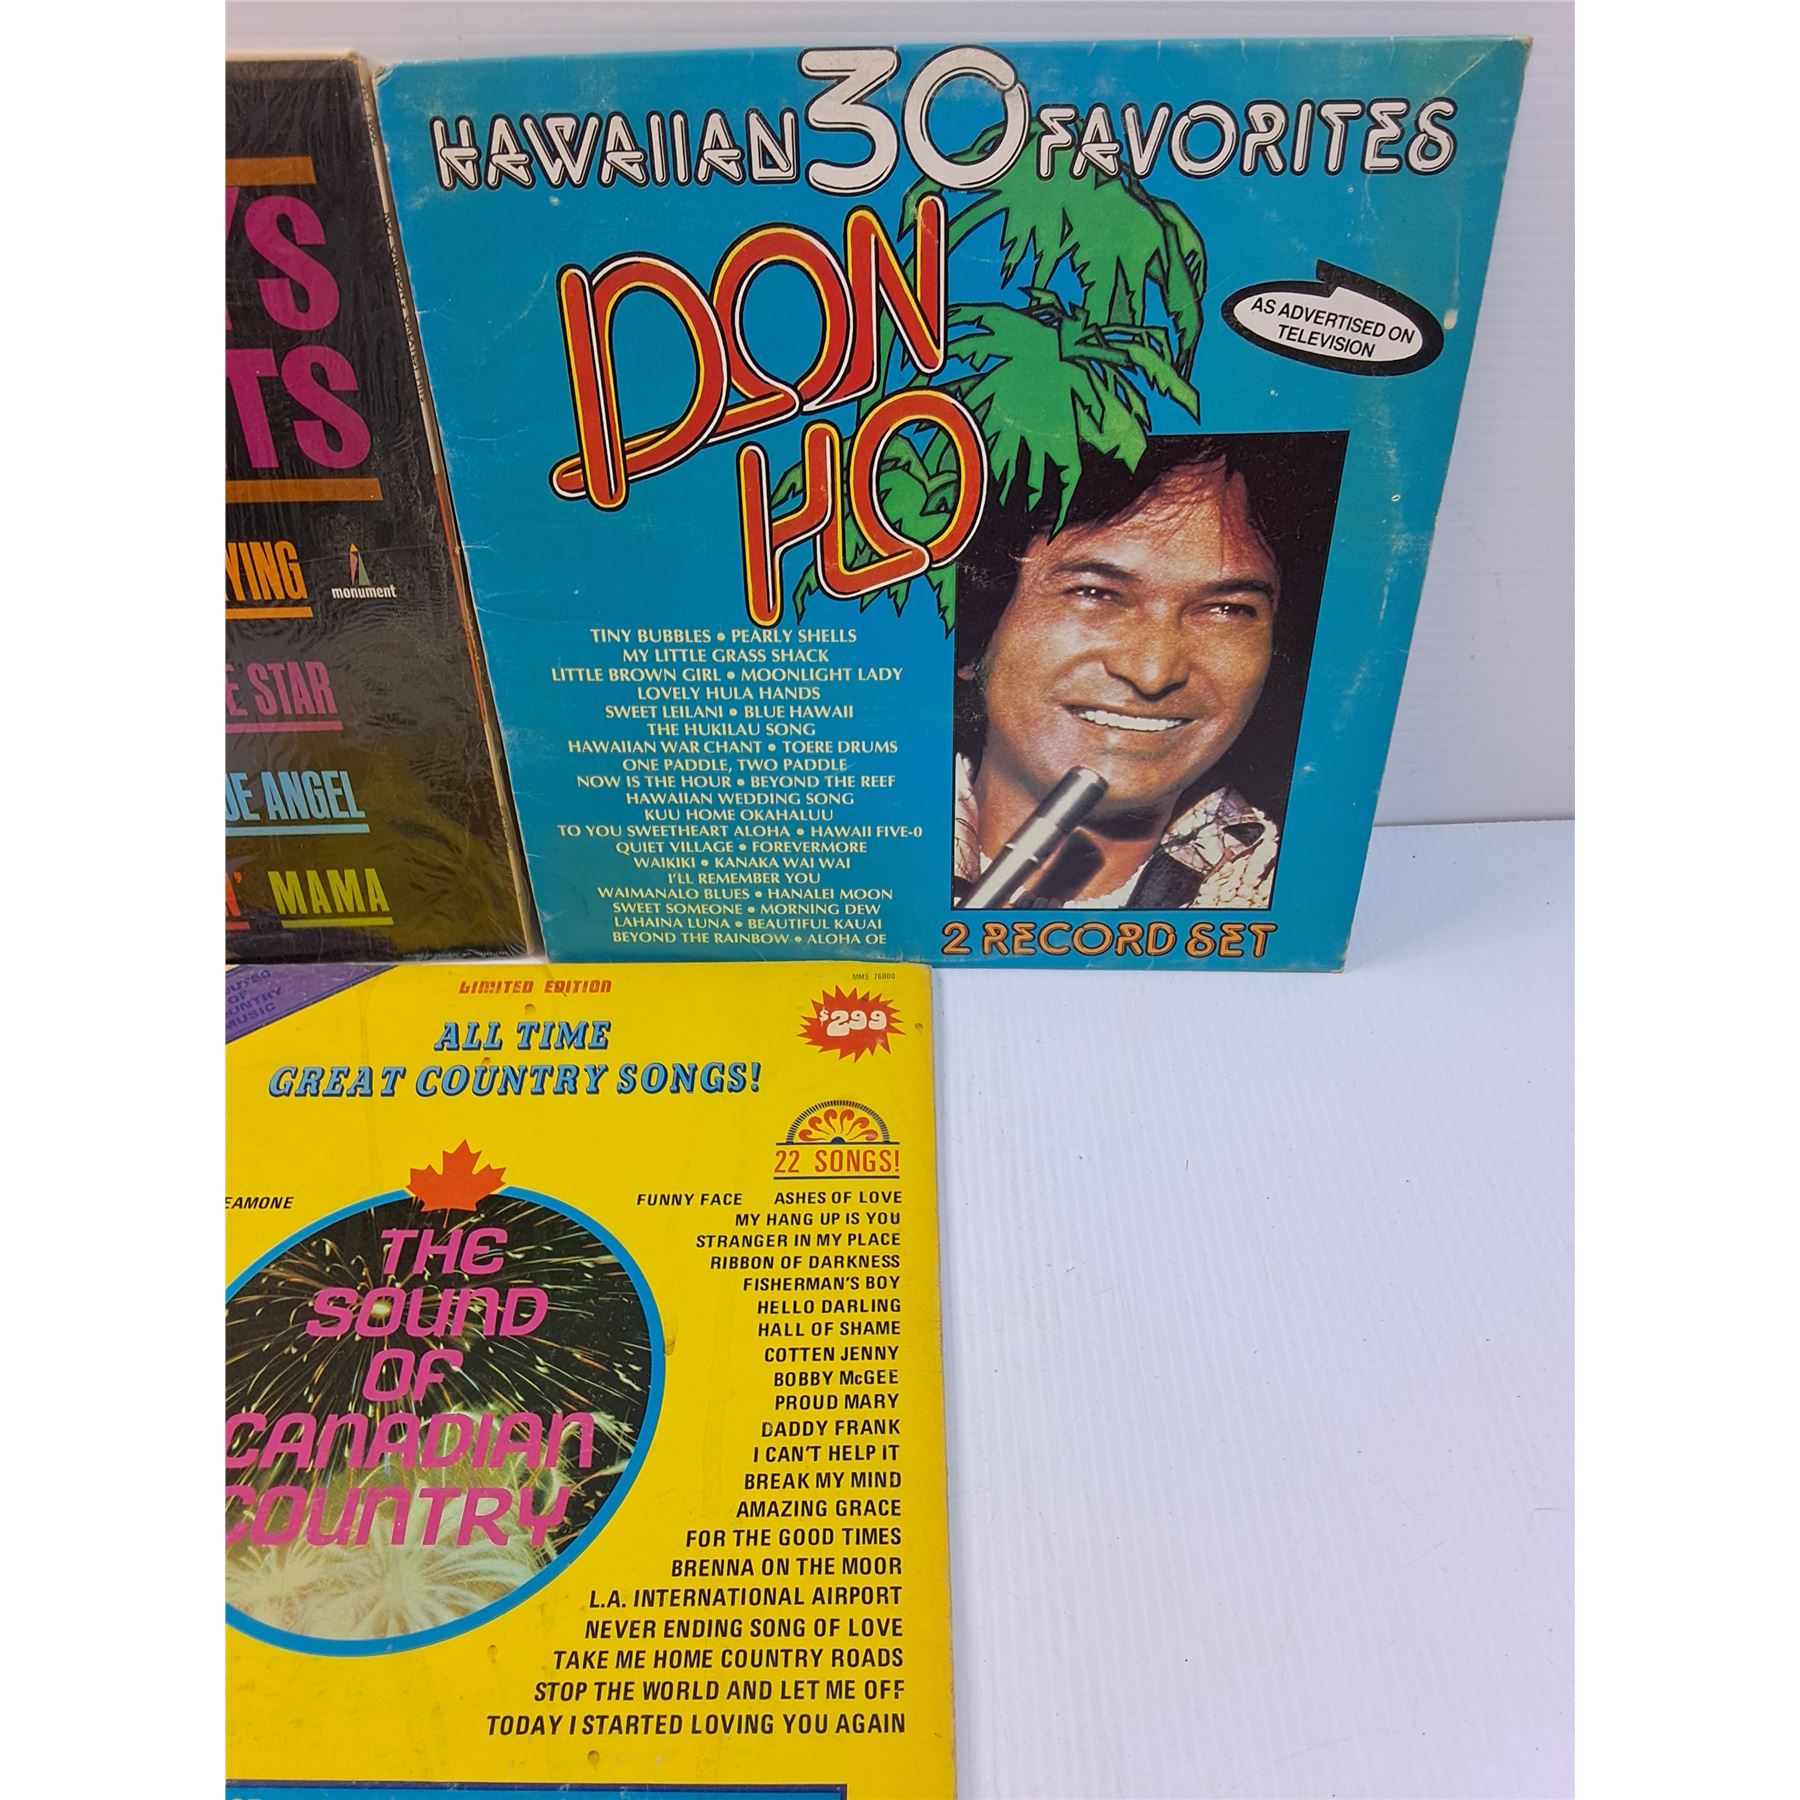 HAWAIIAN 30 FAVORITES
DON
HO
AS ADVERTISED ON
TELEVISION
TINY BUBBLES • PEARLY SHELLS
MY LITTLE GRASS SHACK
LITTLE BROWN GIRL • MOONLIGHT LADY
LOVELY HULA HANDS
SWEET LEILANI • BLUE HAWAII
THE HUKILAU SONG
HAWAIIAN WAR CHANT • TOERE DRUMS
ONE PADDLE, TWO PADDLE
NOW IS THE HOUR • BEYOND THE REEF
HAWAIIAN WEDDING SONG
KUU HOME OKAHALUU
TO YOU SWEETHEART ALOHA • HAWAII FIVE-O
QUIET VILLAGE • FOREVERMORE
WAIKIKI • KANAKA WAI WAI
I'LL REMEMBER YOU
WAIMANALO BLUES • HANALEI MOON
SWEET SOMEONE • MORNING DEW
LAHAINA LUNA • BEAUTIFUL KAUAI
BEYOND THE RAINBOW • ALOHA OE
2 RECORD SET
'S
TS
YING
monument
E STAR
UE ANGEL
N' MAMA
OF
COUNTRY
MUSIC
LIMITED EDITION
MMS 76000
ALL TIME
GREAT COUNTRY SONGS!
$2.99
22 SONGS!
EAMONE
THE
SOUND
OF
CANADIAN
COUNTRY
FUNNY FACE ASHES OF LOVE
MY HANG UP IS YOU
STRANGER IN MY PLACE
RIBBON OF DARKNESS
FISHERMAN'S BOY
HELLO DARLING
HALL OF SHAME
COTTEN JENNY
BOBBY McGEE
PROUD MARY
DADDY FRANK
I CAN'T HELP IT
BREAK MY MIND
AMAZING GRACE
FOR THE GOOD TIMES
BRENNA ON THE MOOR
L.A. INTERNATIONAL AIRPORT
NEVER ENDING SONG OF LOVE
TAKE ME HOME COUNTRY ROADS
STOP THE WORLD AND LET ME OFF
TODAY I STARTED LOVING YOU AGAIN